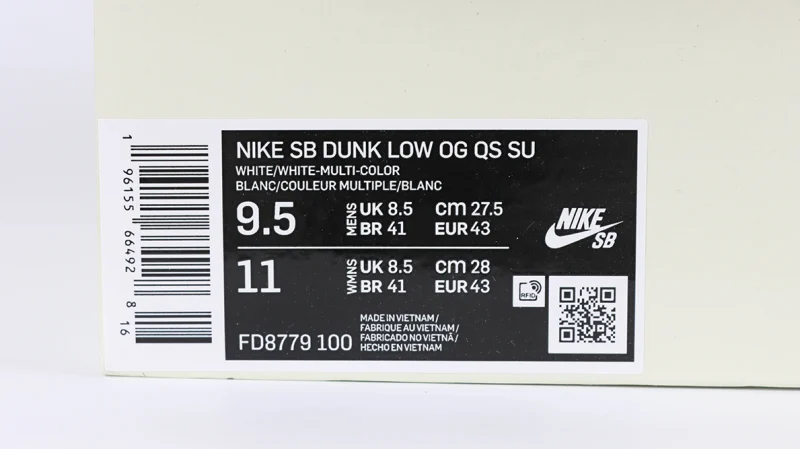 NIKE SB DUNK LOW OG QS SU
WHITE/WHITE-MULTI-COLOR
BLANC/COULEUR MULTIPLE/BLANC
9.5 MENS UK 8.5 cm 27.5
BR 41 EUR 43
11 WMNS UK 8.5 cm 28
BR 41 EUR 43
NIKE
SB
RFID
FD8779 100
MADE IN VIETNAM /
FABRIQUE AU VIETNAM /
FABRICADO NO VIETNÃ /
HECHO EN VIETNAM
1 96155 66492 8 16